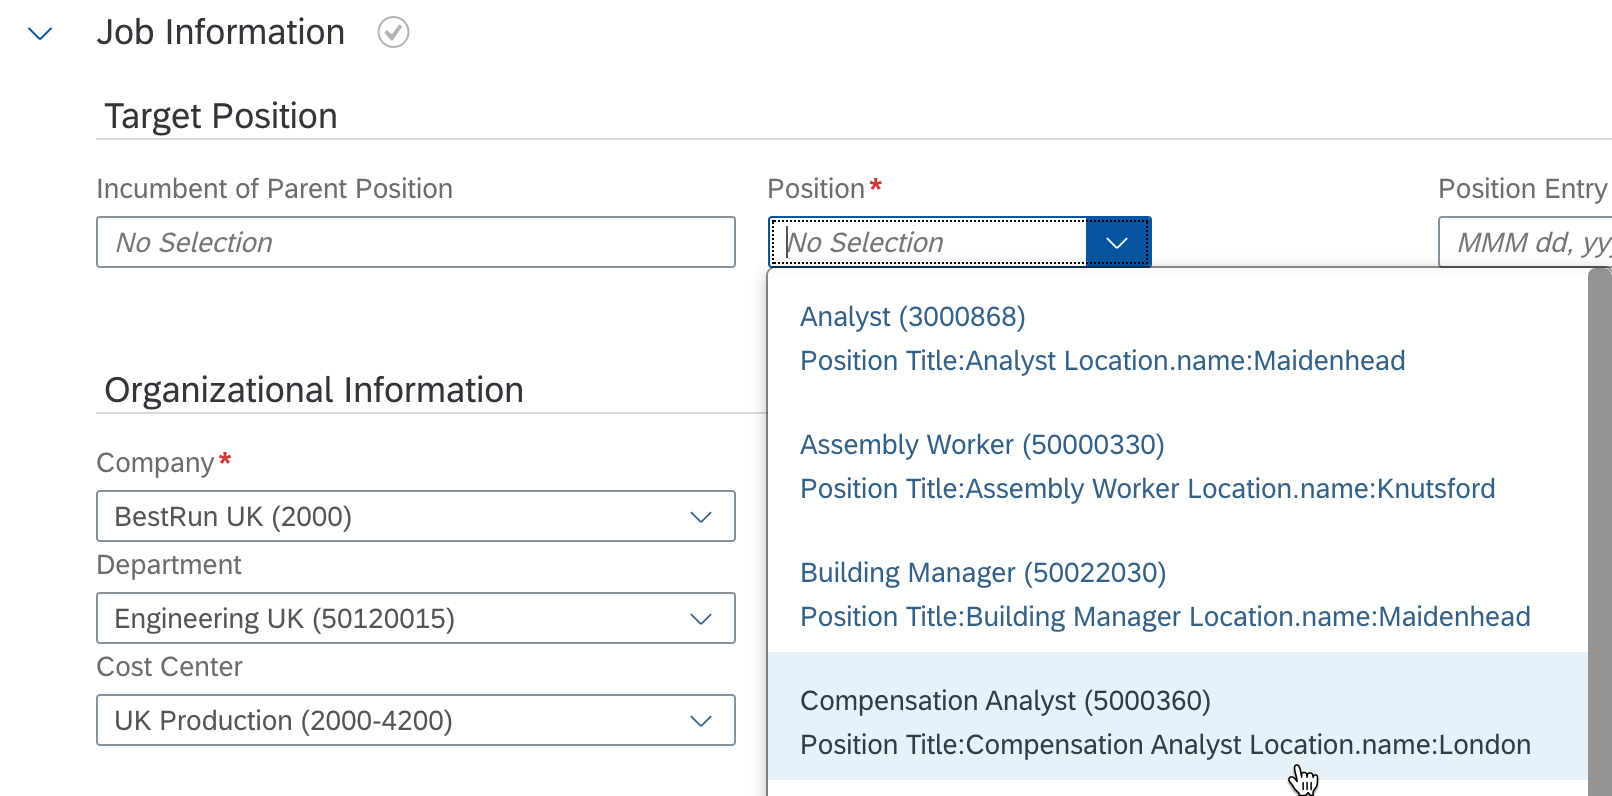 Job Information
Target Position
Incumbent of Parent Position
No Selection
Position*
No Selection
Position Entry
MMM dd, yy
Analyst (3000868)
Position Title:Analyst Location.name:Maidenhead
Assembly Worker (50000330)
Position Title:Assembly Worker Location.name:Knutsford
Building Manager (50022030)
Position Title:Building Manager Location.name:Maidenhead
Compensation Analyst (5000360)
Position Title:Compensation Analyst Location.name:London
Organizational Information
Company*
BestRun UK (2000)
Department
Engineering UK (50120015)
Cost Center
UK Production (2000-4200)